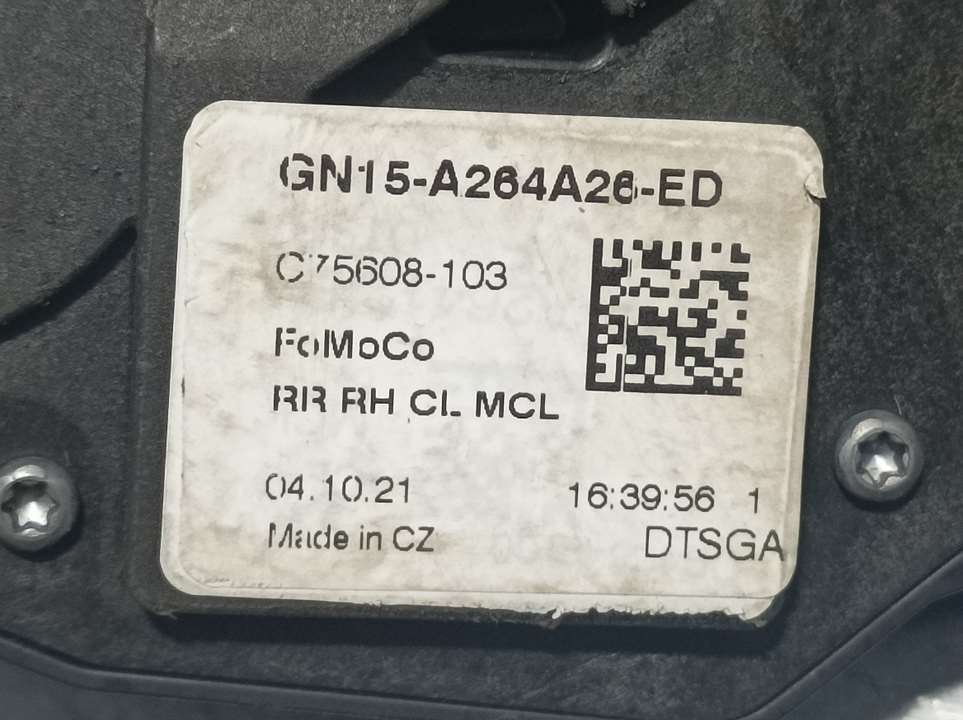 GN15-A264A26-ED
C75608-103
FoMoCo
RR RH CL MCL
04.10.21 16:39:56 1
Made in CZ DTSGA